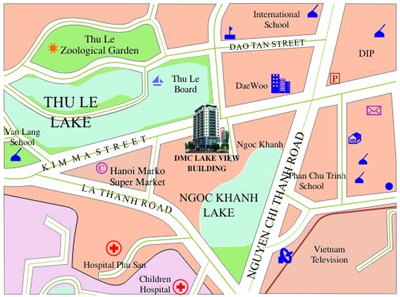 International
School
Thu Le
Zoological Garden
DAO TAN STREET
DIP
Thu Le
Board
DaeWoo
P
THU LE
LAKE
Van Lang
School
KIM MA STREET
Ngoc Khanh
DMC LAKE VIEW
BUILDING
C
Hanoi Marko
Super Market
Phan Chu Trinh
School
LA THANH ROAD
NGOC KHANH
LAKE
NGUYEN CHI THANH ROAD
Hospital Phu San
Vietnam
Television
Children
Hospital